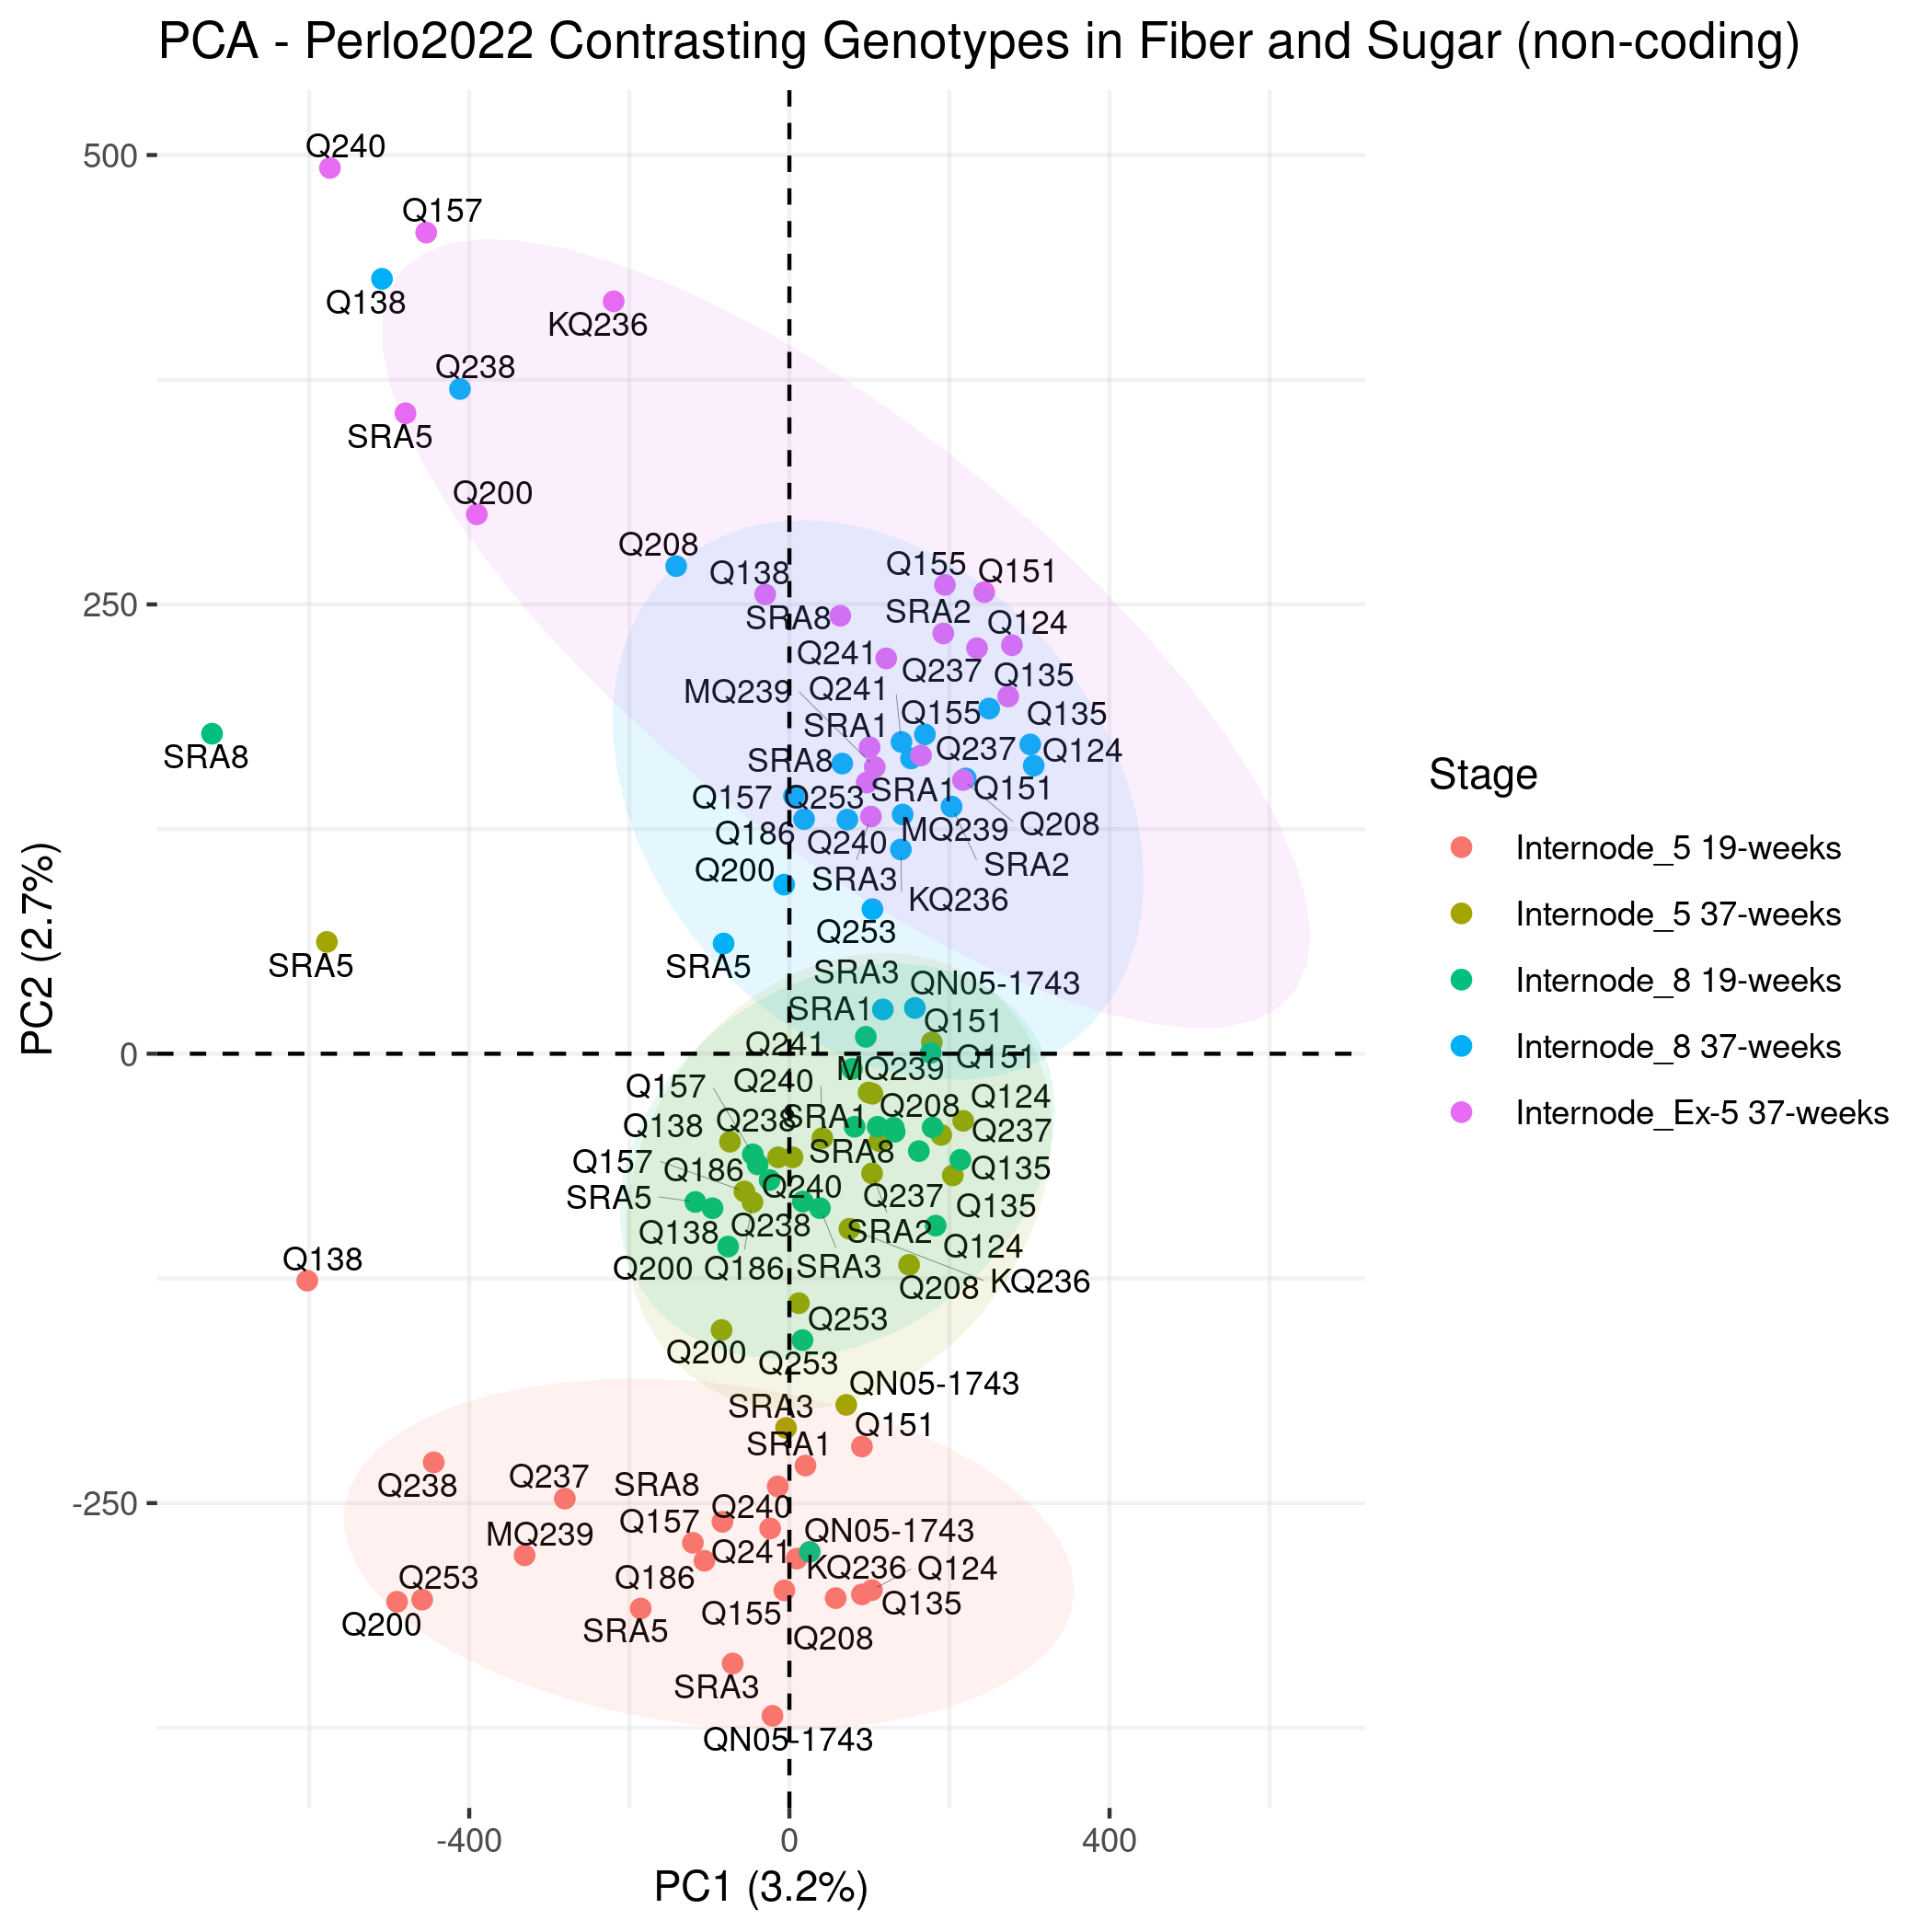 PCA - Perlo2022 Contrasting Genotypes in Fiber and Sugar (non-coding)
Q240
500
Q157
Q138
KQ236
Q238
SRA5
Q200
Q208
Q155
Q151
Q138
250
SRA8
SRA2
Q124
Q241
Q237
Q135
MQ239
Q241
Q155
Q135
SRA1
Q237
Q124
SRA8
SRA8
Q157
Q253
SRA1
Q151
Q208
Q186
Q240
MQ239
SRA2
Q200
SRA3
KQ236
Q253
SRA5
SRA5
SRA3
QN05-1743
SRA1
Q151
Q241
0
Q151
MQ239
Q240
Q157
Q124
Q208
SRA1
Q238
Q138
Q237
SRA8
Q157
Q186
Q135
Q240
Q237
SRA5
Q135
Q138
Q238
SRA2
Q124
Q138
Q200
Q186
SRA3
KQ236
Q208
Q253
Q200
Q253
QN05-1743
SRA3
Q151
SRA1
Q238
Q237
SRA8
-250
Q240
Q157
QN05-1743
MQ239
Q241
KQ236
Q124
Q253
Q186
Q135
Q200
SRA5
Q155
Q208
SRA3
QN05-1743
-400
0
400
PC1 (3.2%)
PC2 (2.7%)
Stage
Internode_5 19-weeks
Internode_5 37-weeks
Internode_8 19-weeks
Internode_8 37-weeks
Internode_Ex-5 37-weeks